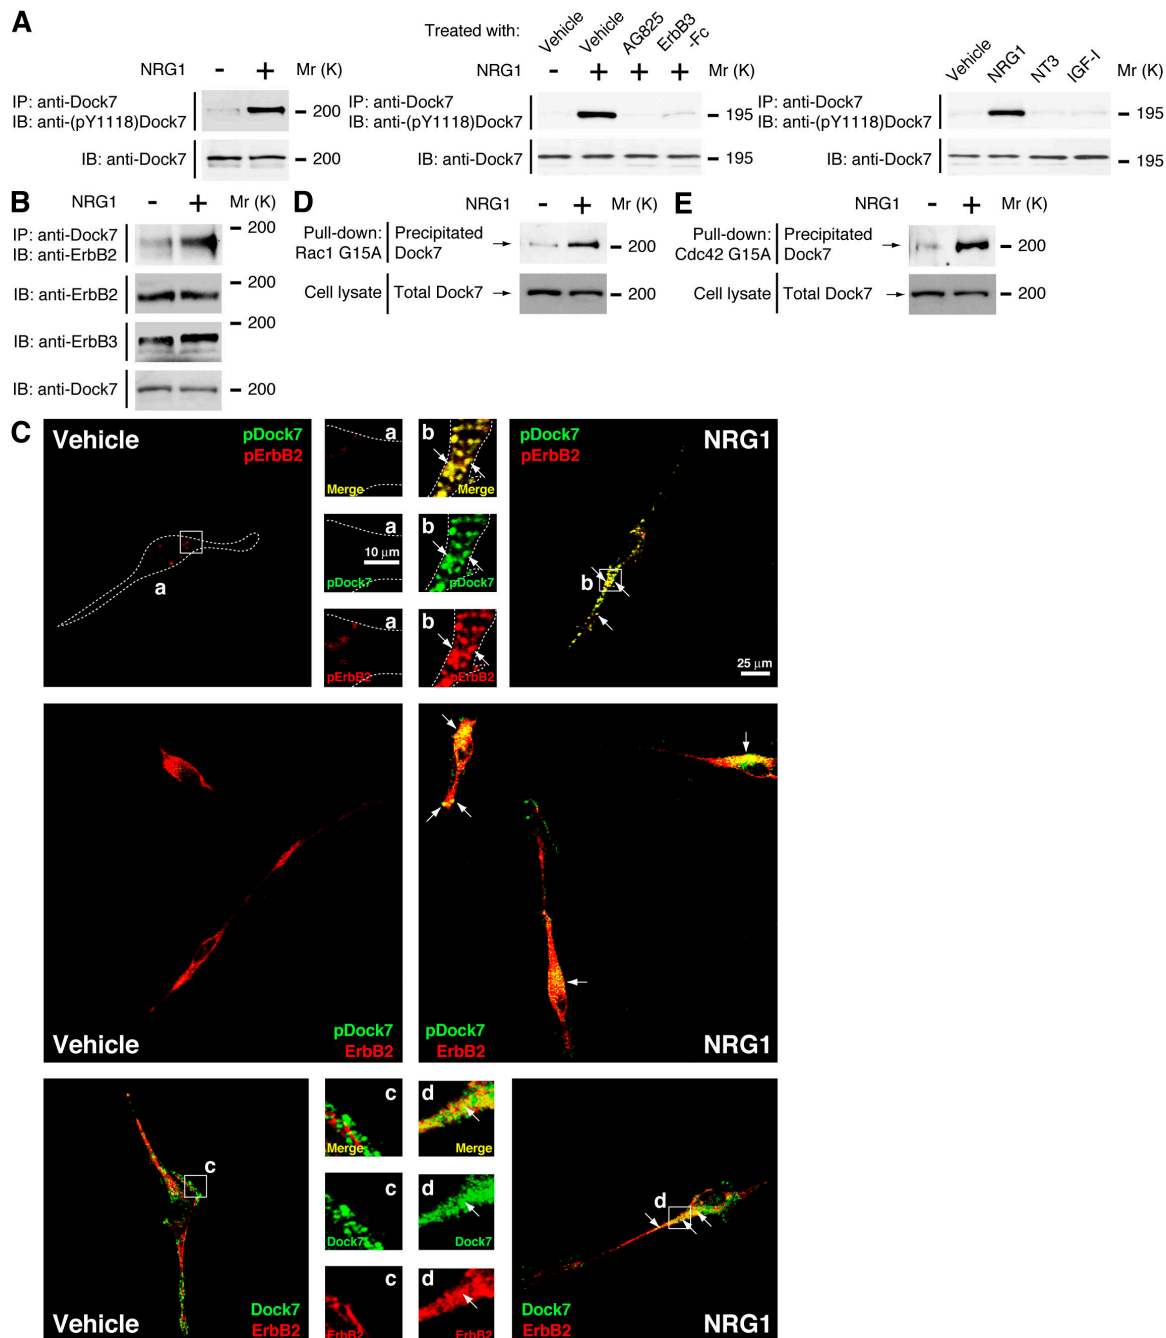 A
NRG1 - + Mr (K)
IP: anti-Dock7
IB: anti-(pY1118)Dock7
200
IB: anti-Dock7
200
Treated with: Vehicle Vehicle AG825 ErbB3-Fc
NRG1 - + + + Mr (K)
IP: anti-Dock7
IB: anti-(pY1118)Dock7
195
IB: anti-Dock7
195
Vehicle NRG1 NT3 IGF-I Mr (K)
IP: anti-Dock7
IB: anti-(pY1118)Dock7
195
IB: anti-Dock7
195
B
NRG1 - + Mr (K)
IP: anti-Dock7
IB: anti-ErbB2
200
IB: anti-ErbB2
200
IB: anti-ErbB3
200
IB: anti-Dock7
200
D
NRG1 - + Mr (K)
Pull-down:
Rac1 G15A
Precipitated
Dock7
200
Cell lysate
Total Dock7
200
E
NRG1 - + Mr (K)
Pull-down:
Cdc42 G15A
Precipitated
Dock7
200
Cell lysate
Total Dock7
200
C
Vehicle
pDock7
pErbB2
a
a
Merge
a
10 µm
pDock7
a
pErbB2
b
Merge
b
pDock7
b
pErbB2
pDock7
pErbB2
NRG1
b
25 µm
Vehicle
pDock7
ErbB2
pDock7
ErbB2
NRG1
c
Vehicle
Dock7
ErbB2
c
Merge
c
Dock7
c
ErbB2
d
Merge
d
Dock7
d
ErbB2
d
Dock7
ErbB2
NRG1